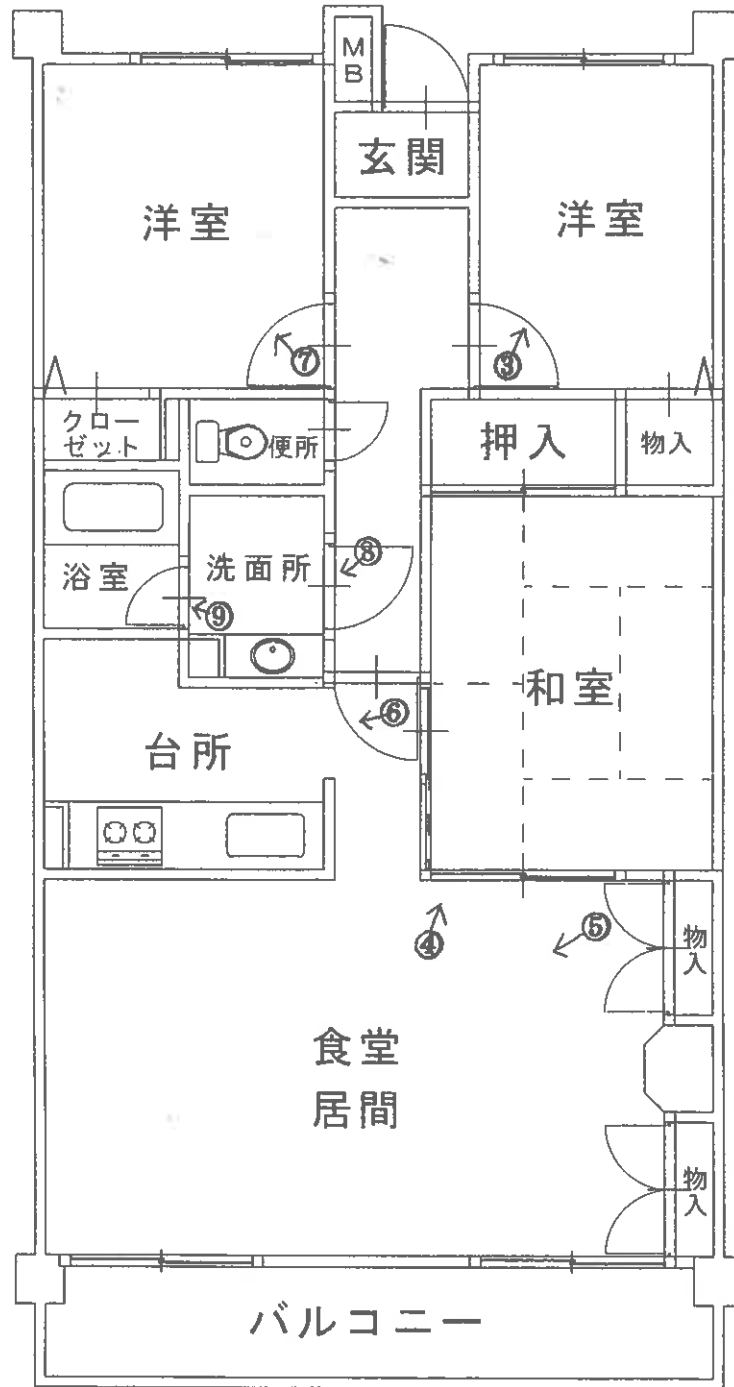 MB
玄関
洋室
洋室
⑦
③
クロー
ゼット
便所
押入
物入
浴室
洗面所
⑧
⑨
和室
⑥
台所
④
⑤
物入
食堂
居間
物入
バルコニー